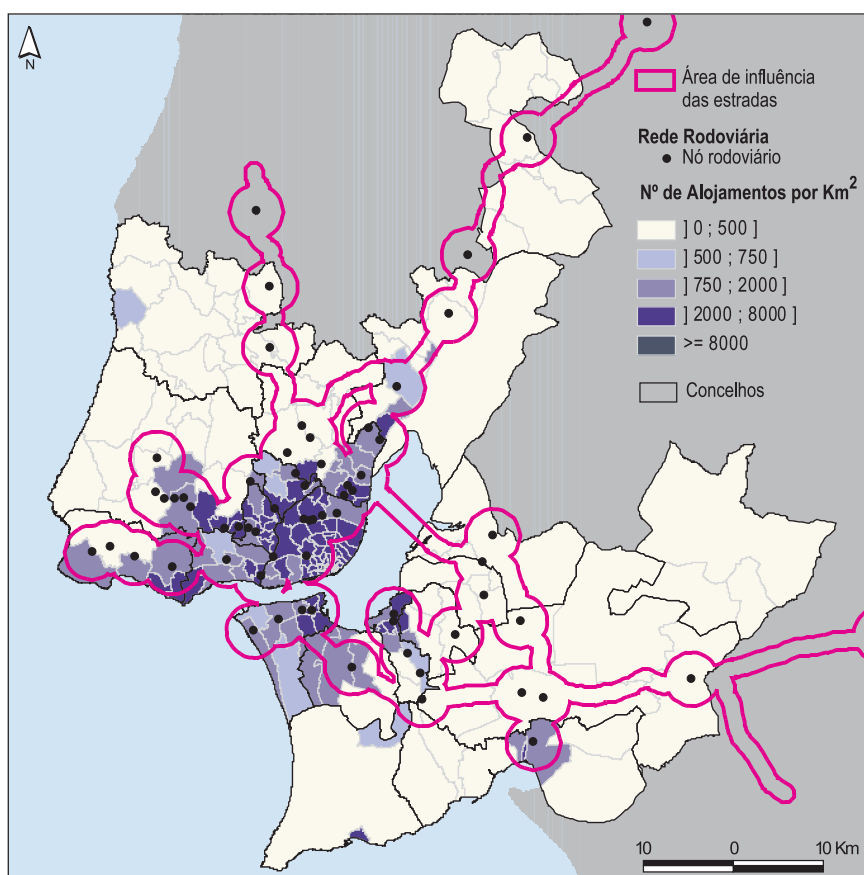 N
Área de influência
das estradas
Rede Rodoviária
Nó rodoviário
Nº de Alojamentos por Km²
] 0 ; 500 ]
] 500 ; 750 ]
] 750 ; 2000 ]
] 2000 ; 8000 ]
>= 8000
Concelhos
10 0 10 Km